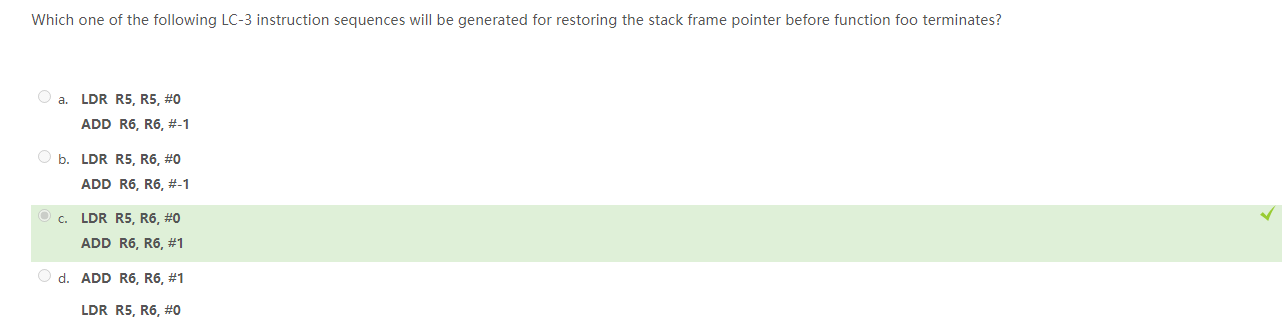 Which one of the following LC-3 instruction sequences will be generated for restoring the stack frame pointer before function foo terminates?
a. LDR R5, R5, #0
ADD R6, R6, #-1
b. LDR R5, R6, #0
ADD R6, R6, #-1
c. LDR R5, R6, #0
ADD R6, R6, #1
d. ADD R6, R6, #1
LDR R5, R6, #0